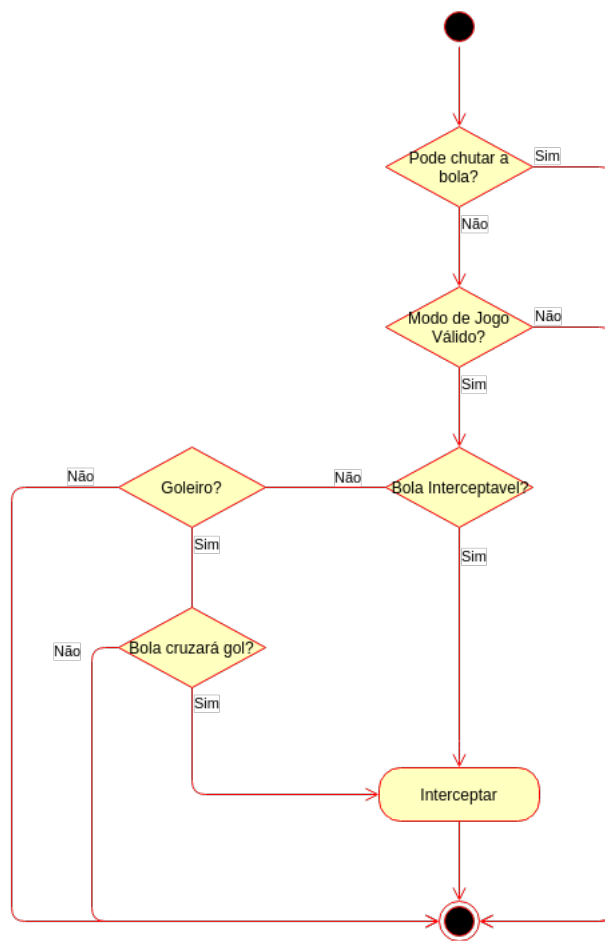 Pode chutar a
bola?
Sim
Não
Modo de Jogo
Válido?
Não
Sim
Não
Goleiro?
Não
Bola Interceptavel?
Sim
Sim
Bola cruzará gol?
Não
Sim
Interceptar